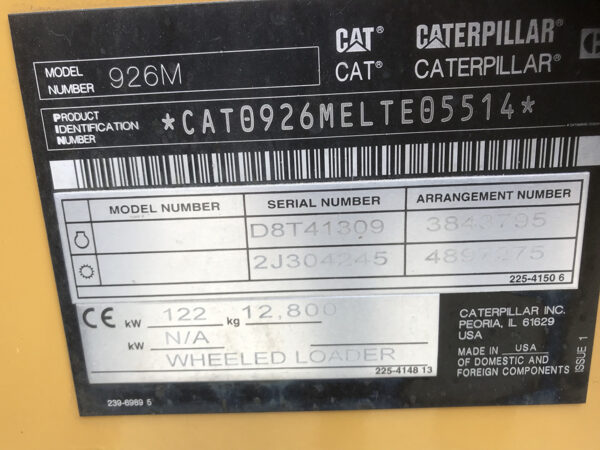 CAT® CATERPILLAR®
CAT® CATERPILLAR®
MODEL NUMBER 926M
PRODUCT IDENTIFICATION NUMBER *CAT0926MELTE05514*
MODEL NUMBER SERIAL NUMBER ARRANGEMENT NUMBER
D8T41309 3843795
2J304245 4897275
225-4150 6
CE kW 122 kg 12,800
kW N/A
WHEELED LOADER
225-4148 13
CATERPILLAR INC.
PEORIA, IL 61629
USA
MADE IN USA
OF DOMESTIC AND
FOREIGN COMPONENTS
ISSUE 1
239-6989 5